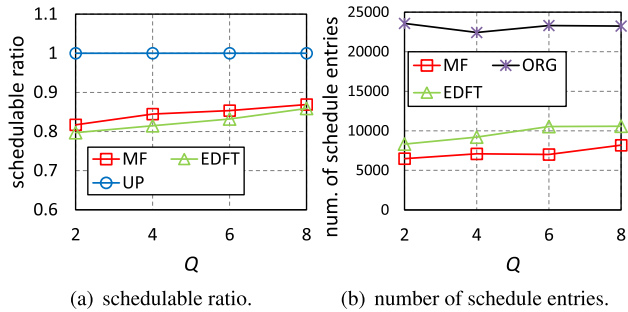 1.1
1
0.9
0.8
0.7
0.6
schedulable ratio
MF EDFT
UP
2 4 6 8
Q
(a) schedulable ratio.
25000
20000
15000
10000
5000
0
num. of schedule entries
MF ORG
EDFT
2 4 6 8
Q
(b) number of schedule entries.